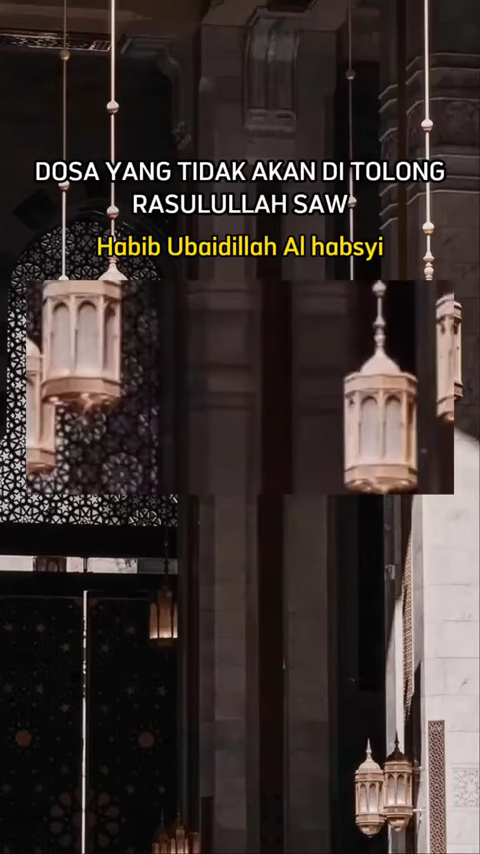 DOSA YANG TIDAK AKAN DI TOLONG
RASULULLAH SAW
Habib Ubaidillah Al habsyi